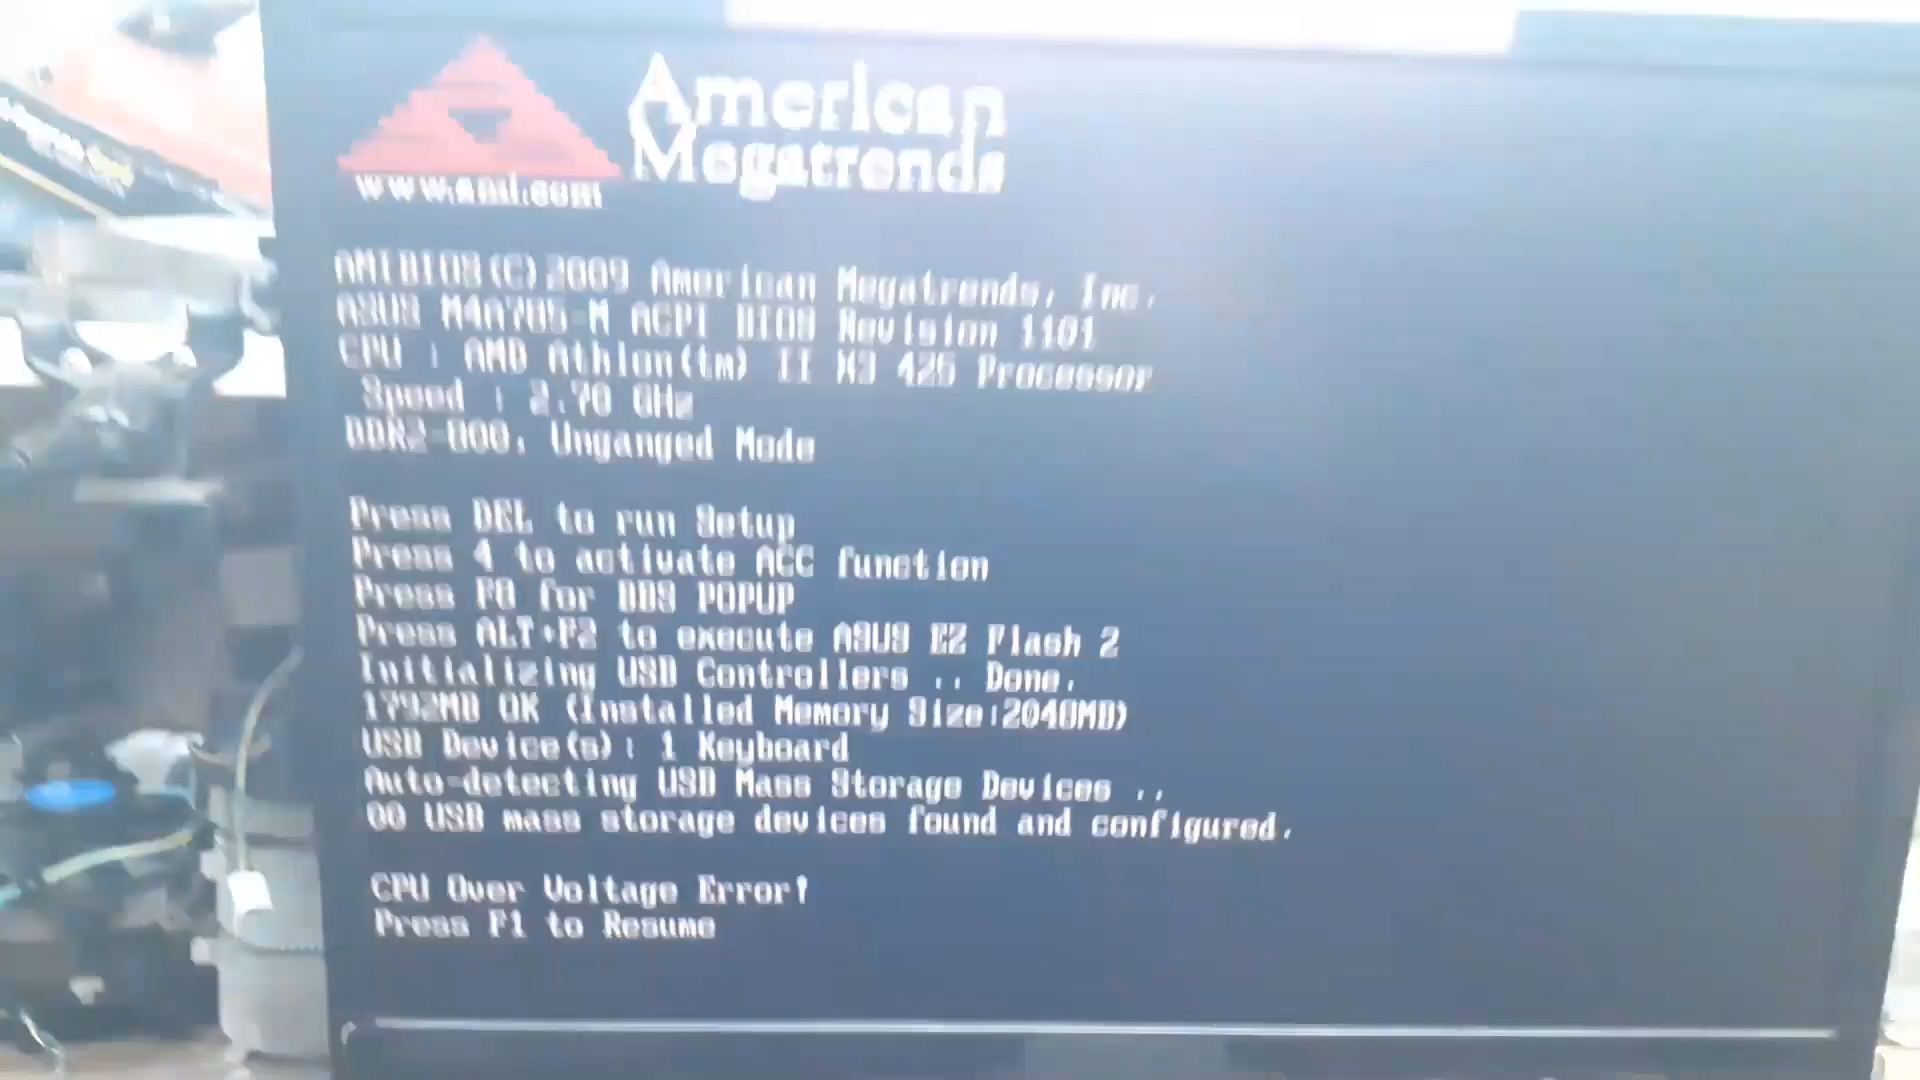 American
Megatrends
www.ami.com
AMIBIOS(C)2009 American Megatrends, Inc.
ASUS M4A785-M ACPI BIOS Revision 1101
CPU : AMD Athlon(tm) II X3 425 Processor
Speed : 2.70 GHz
DDR2-800, Unganged Mode
Press DEL to run Setup
Press 4 to activate ACC function
Press F8 for BBS POPUP
Press ALT+F2 to execute ASUS EZ Flash 2
Initializing USB Controllers .. Done.
1792MB OK (Installed Memory Size:2048MB)
USB Device(s): 1 Keyboard
Auto-detecting USB Mass Storage Devices ..
00 USB mass storage devices found and configured.
CPU Over Voltage Error!
Press F1 to Resume